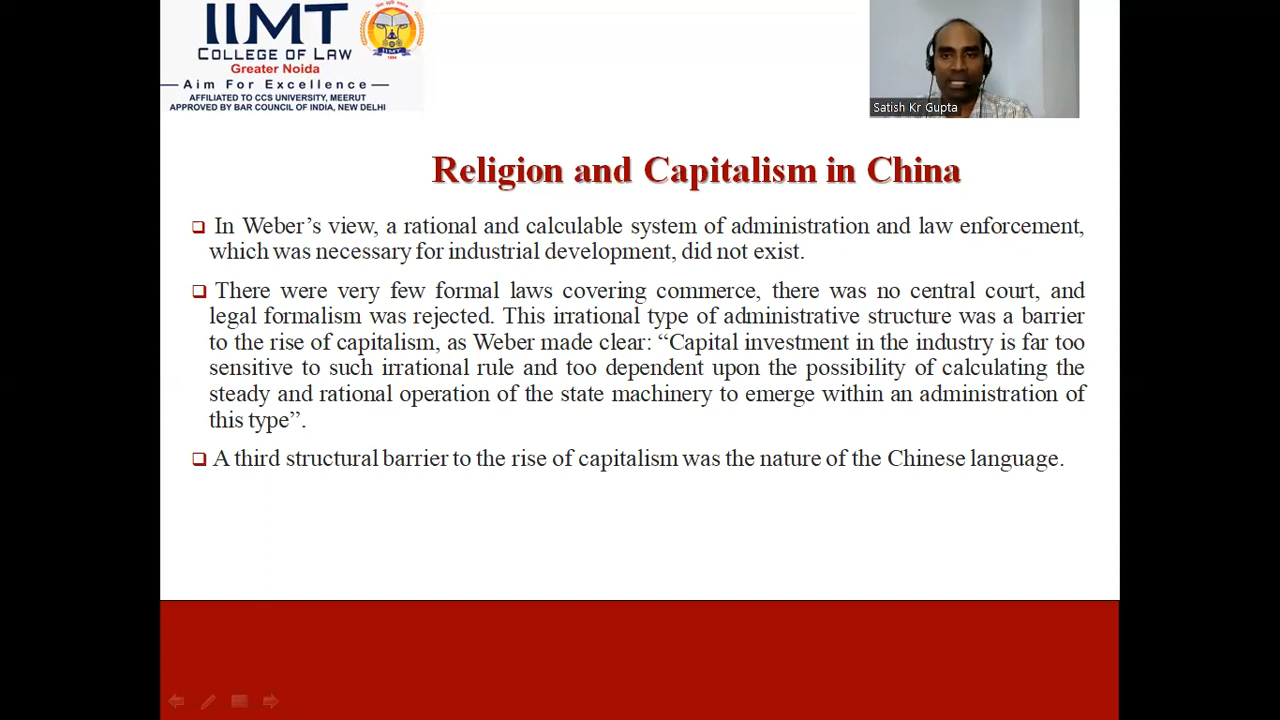 IIMT
COLLEGE OF LAW
Greater Noida
Aim For Excellence
AFFILIATED TO CCS UNIVERSITY, MEERUT
APPROVED BY BAR COUNCIL OF INDIA, NEW DELHI
IIMT
Satish Kr Gupta
Religion and Capitalism in China
In Weber’s view, a rational and calculable system of administration and law enforcement,
which was necessary for industrial development, did not exist.
There were very few formal laws covering commerce, there was no central court, and
legal formalism was rejected. This irrational type of administrative structure was a barrier
to the rise of capitalism, as Weber made clear: “Capital investment in the industry is far too
sensitive to such irrational rule and too dependent upon the possibility of calculating the
steady and rational operation of the state machinery to emerge within an administration of
this type”.
A third structural barrier to the rise of capitalism was the nature of the Chinese language.